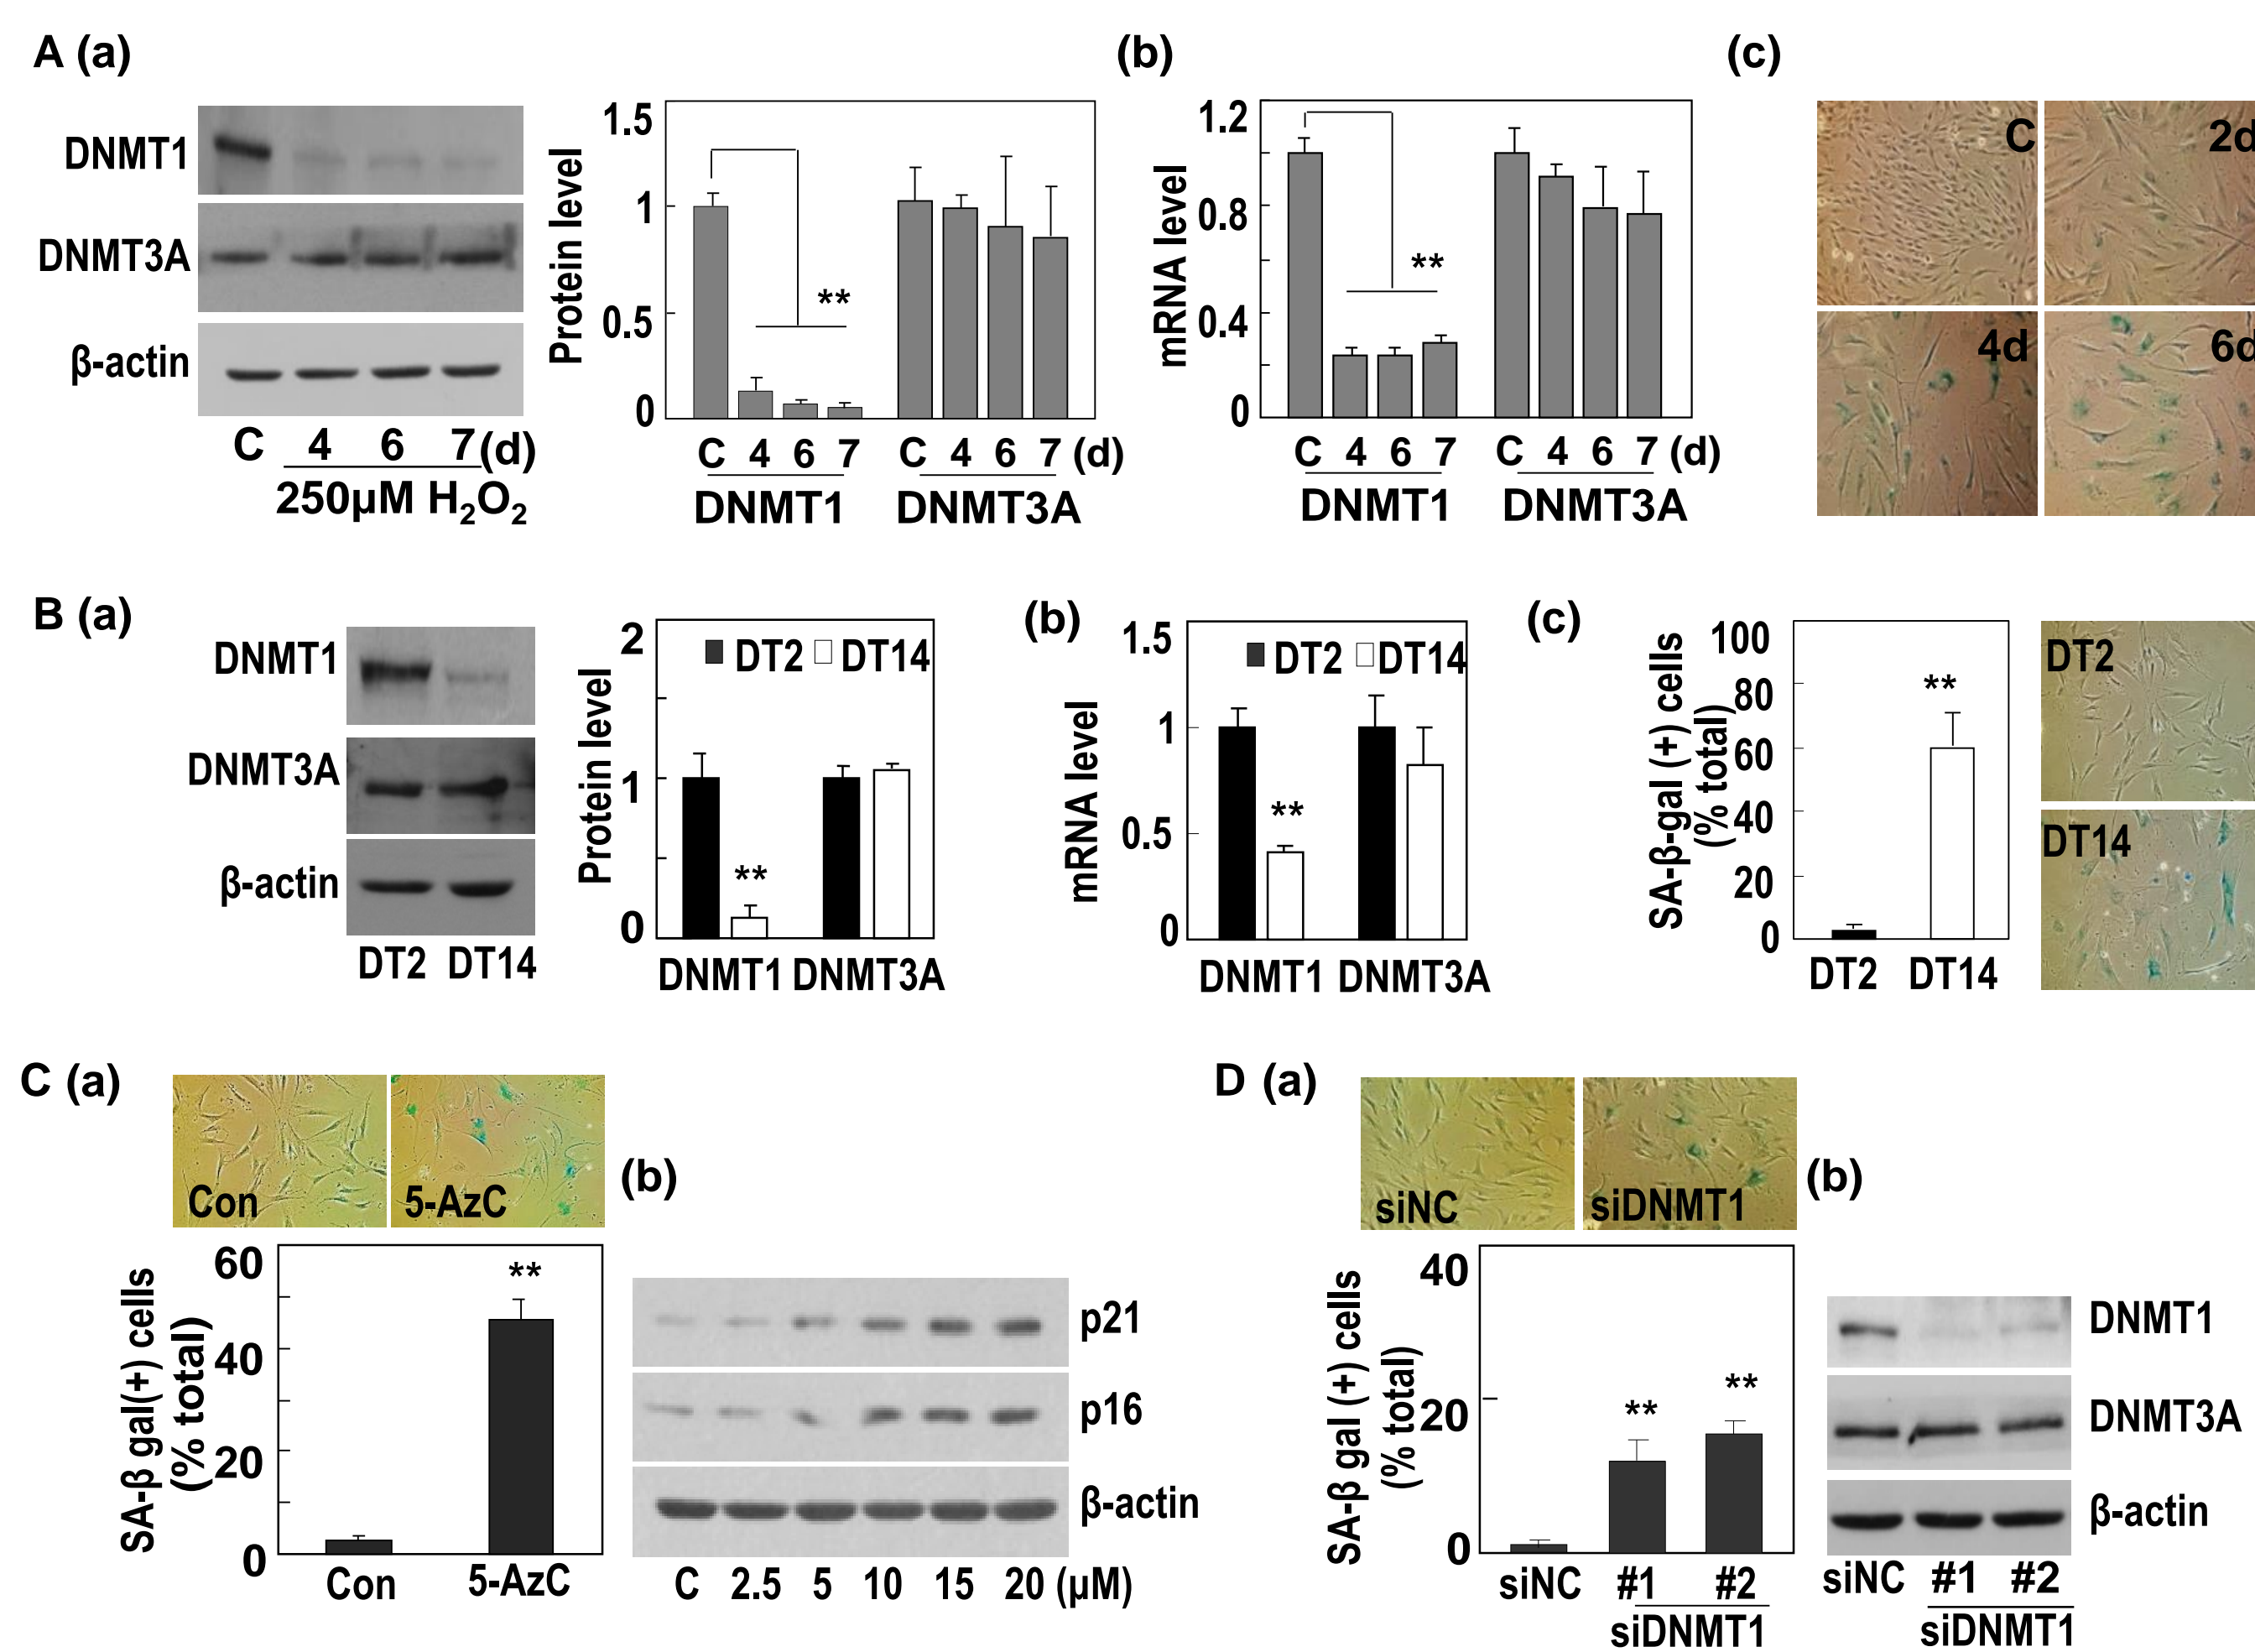 A (a)
DNMT1
DNMT3A
β-actin
C 4 6 7(d)
250μM H₂O₂
Protein level
1.5
1
0.5
0
**
C 4 6 7 C 4 6 7 (d)
DNMT1 DNMT3A
(b)
mRNA level
1.2
0.8
0.4
0
**
C 4 6 7 C 4 6 7 (d)
DNMT1 DNMT3A
(c)
C 2d
4d 6d
B (a)
DNMT1
DNMT3A
β-actin
DT2 DT14
Protein level
2
1
0
DT2 DT14
**
DNMT1 DNMT3A
(b)
mRNA level
1.5
1
0.5
0
DT2 DT14
**
DNMT1 DNMT3A
(c)
SA-β-gal (+) cells
(% total)
100
80
60
40
20
0
**
DT2 DT14
DT2
DT14
C (a)
Con 5-AzC
SA-β gal(+) cells
(% total)
60
40
20
0
**
Con 5-AzC
(b)
p21
p16
β-actin
C 2.5 5 10 15 20 (μM)
D (a)
siNC siDNMT1
SA-β gal (+) cells
(% total)
40
20
0
** **
siNC #1 #2
siDNMT1
(b)
DNMT1
DNMT3A
β-actin
siNC #1 #2
siDNMT1